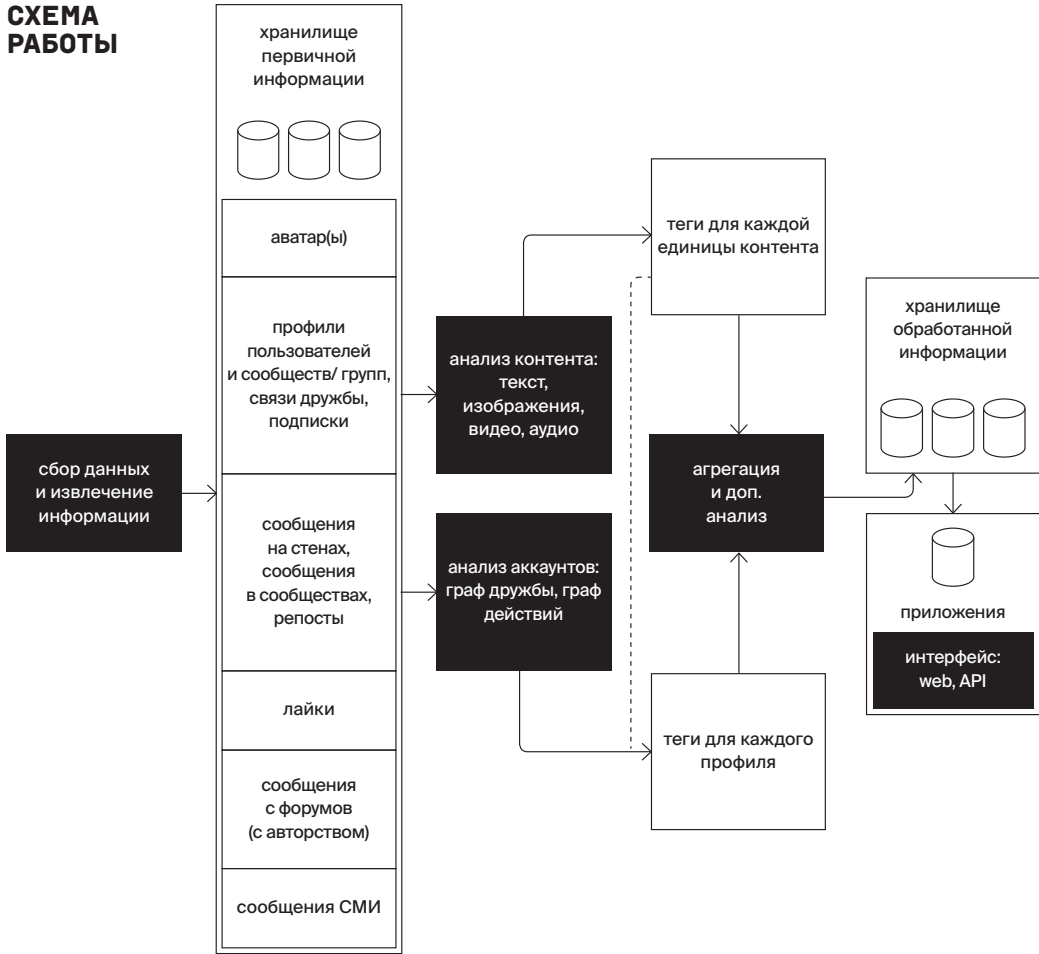 СХЕМА
РАБОТЫ
хранилище
первичной
информации
аватар(ы)
профили
пользователей
и сообществ/ групп,
связи дружбы,
подписки
сообщения
на стенах,
сообщения
в сообществах,
репосты
лайки
сообщения
с форумов
(с авторством)
сообщения СМИ
сбор данных
и извлечение
информации
анализ контента:
текст,
изображения,
видео, аудио
анализ аккаунтов:
граф дружбы, граф
действий
теги для каждой
единицы контента
агрегация
и доп.
анализ
теги для каждого
профиля
хранилище
обработанной
информации
приложения
интерфейс:
web, API